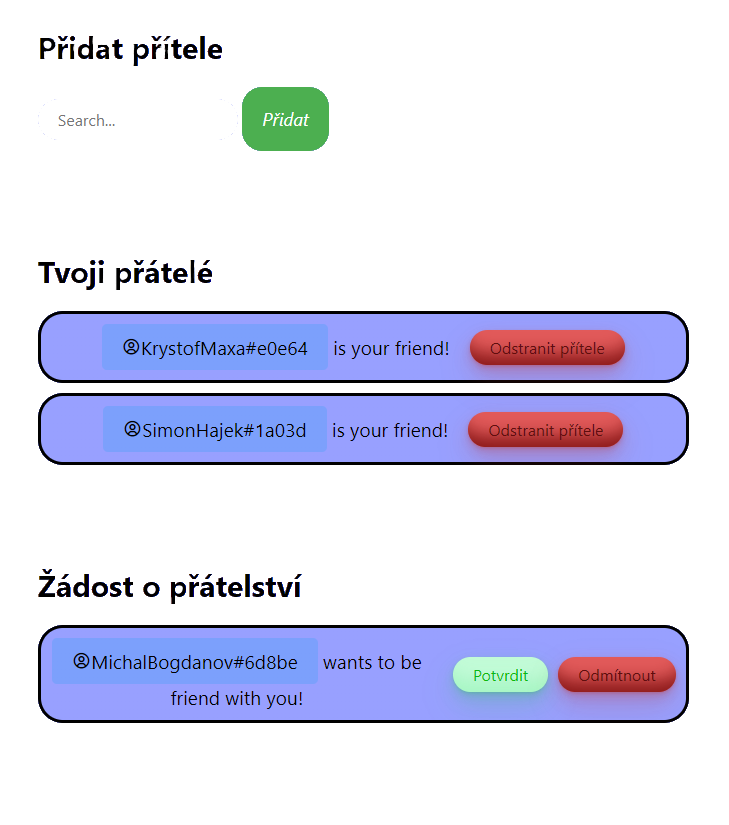 Přidat přítele
Search...
Přidat
Tvoji přátelé
KrystofMaxa#e0e64 is your friend! Odstranit přítele
SimonHajek#1a03d is your friend! Odstranit přítele
Žádost o přátelství
MichalBogdanov#6d8be wants to be
friend with you!
Potvrdit
Odmítnout